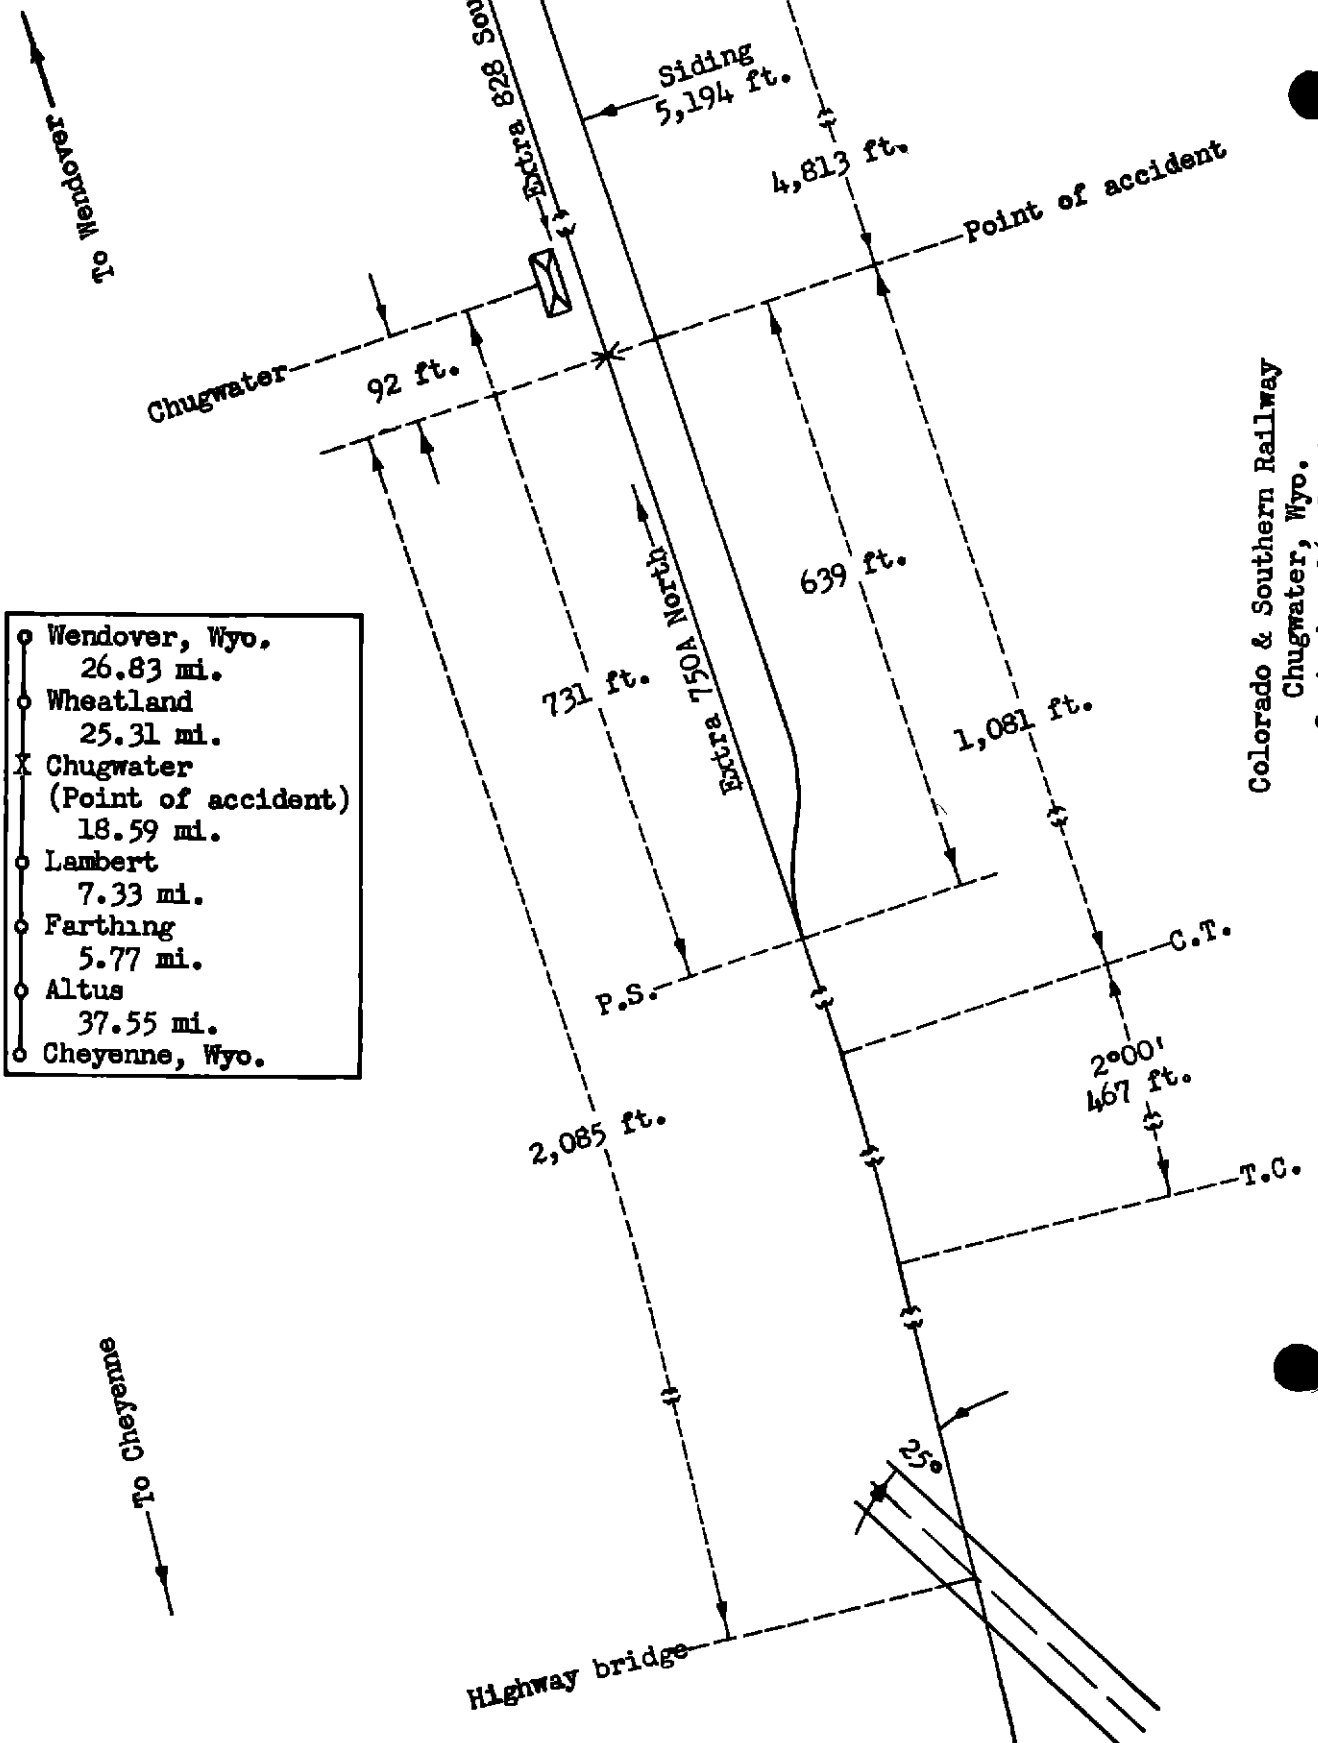 To Wendover
Extra 828
Siding
5,194 ft.
4,813 ft.
Point of accident
Chugwater
92 ft.
639 ft.
731 ft.
Extra 750A North
1,081 ft.
Colorado & Southern Railway
Chugwater, Wyo.
Wendover, Wyo.
26.83 mi.
Wheatland
25.31 mi.
X Chugwater
(Point of accident)
18.59 mi.
Lambert
7.33 mi.
Farthing
5.77 mi.
Altus
37.55 mi.
Cheyenne, Wyo.
P.S.
C.T.
2°00'
467 ft.
2,085 ft.
T.C.
To Cheyenne
25°
Highway bridge